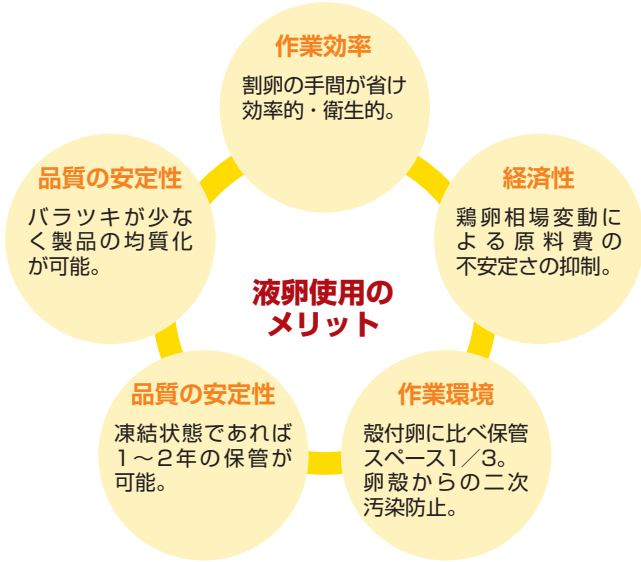 作業効率
割卵の手間が省け
効率的・衛生的。
品質の安定性
バラツキが少な
く製品の均質化
が可能。
経済性
鶏卵相場変動に
よる原料費の
不安定さの抑制。
液卵使用の
メリット
品質の安定性
凍結状態であれば
1~2年の保管が
可能。
作業環境
殻付卵に比べ保管
スペース1/3。
卵殻からの二次
汚染防止。